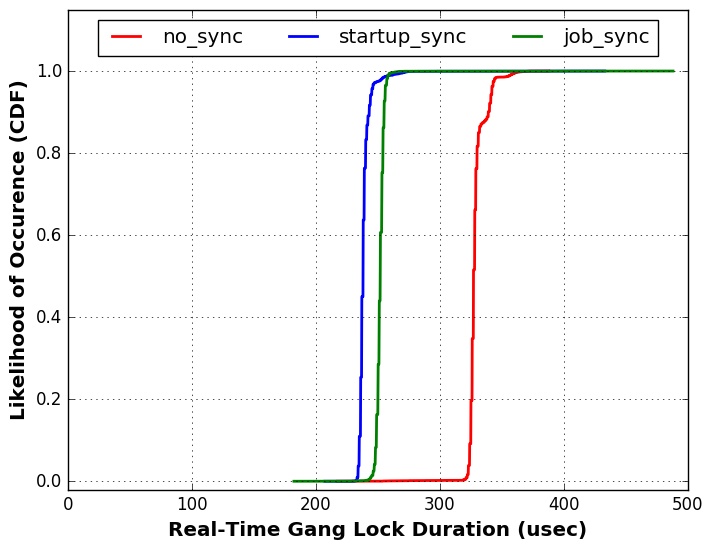 no_sync startup_sync job_sync
1.0
0.8
0.6
0.4
0.2
0.0
Likelihood of Occurence (CDF)
0 100 200 300 400 500
Real-Time Gang Lock Duration (usec)